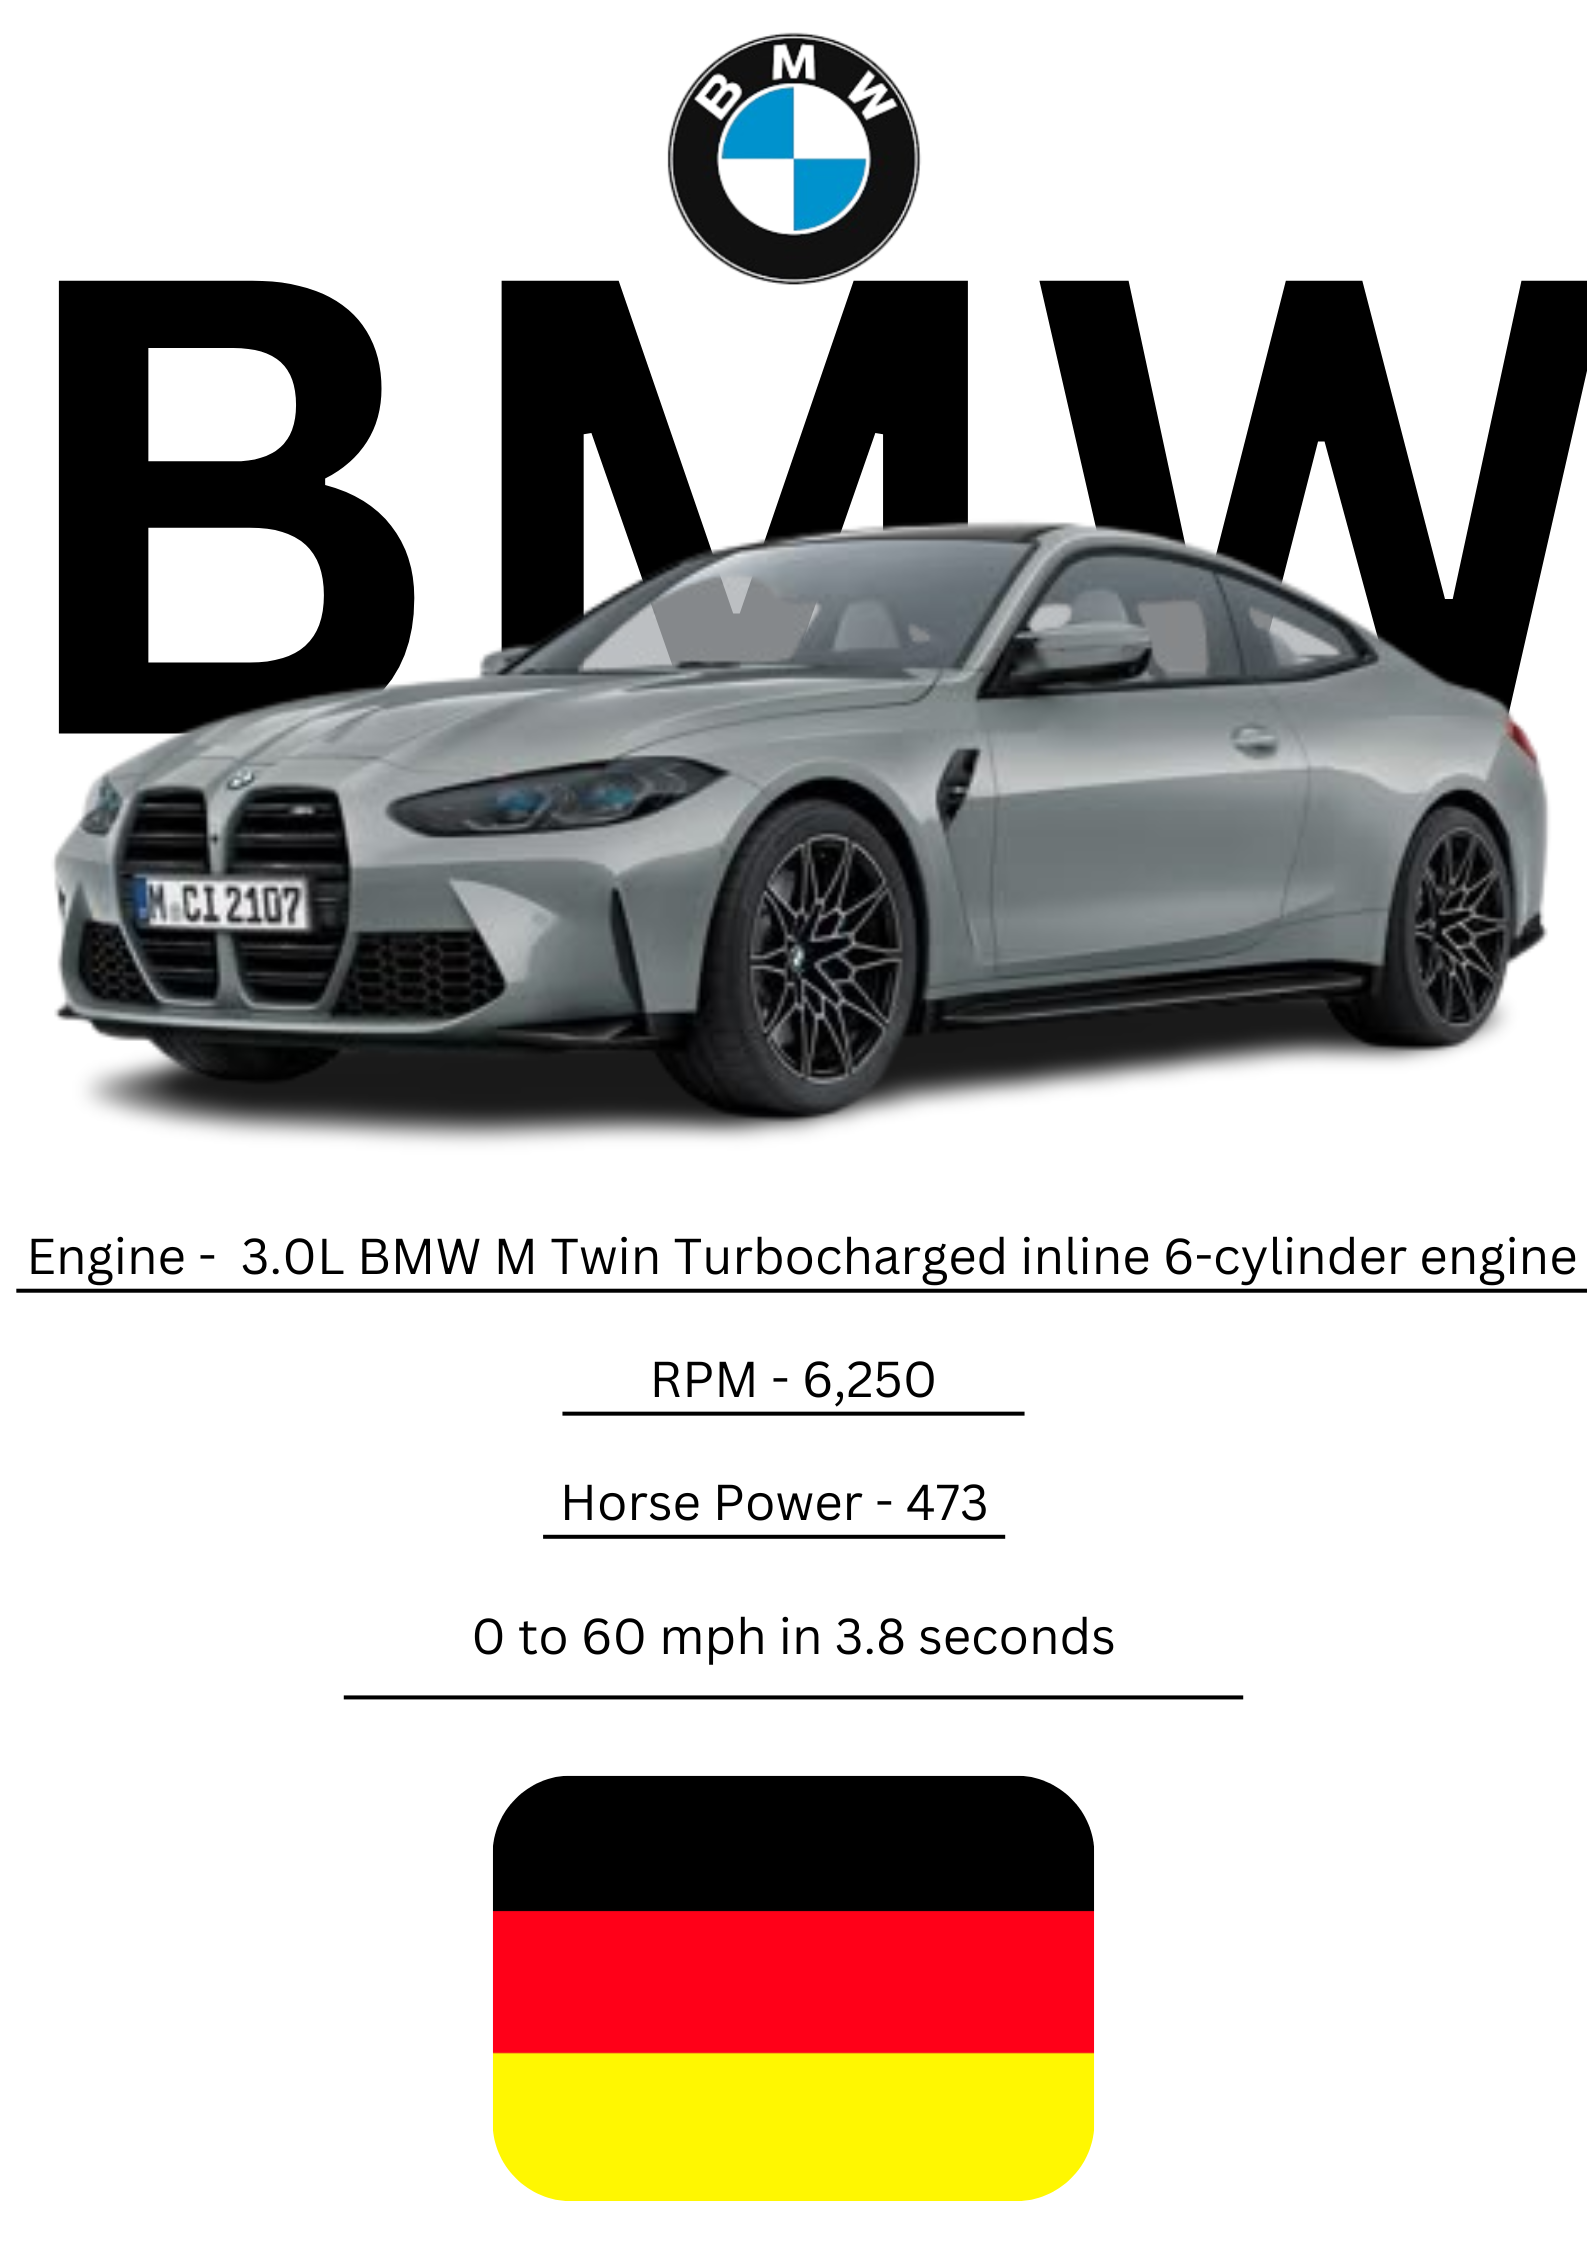 BMW
BMW
M CI 2107
Engine -  3.0L BMW M Twin Turbocharged inline 6-cylinder engine
RPM - 6,250
Horse Power - 473
0 to 60 mph in 3.8 seconds